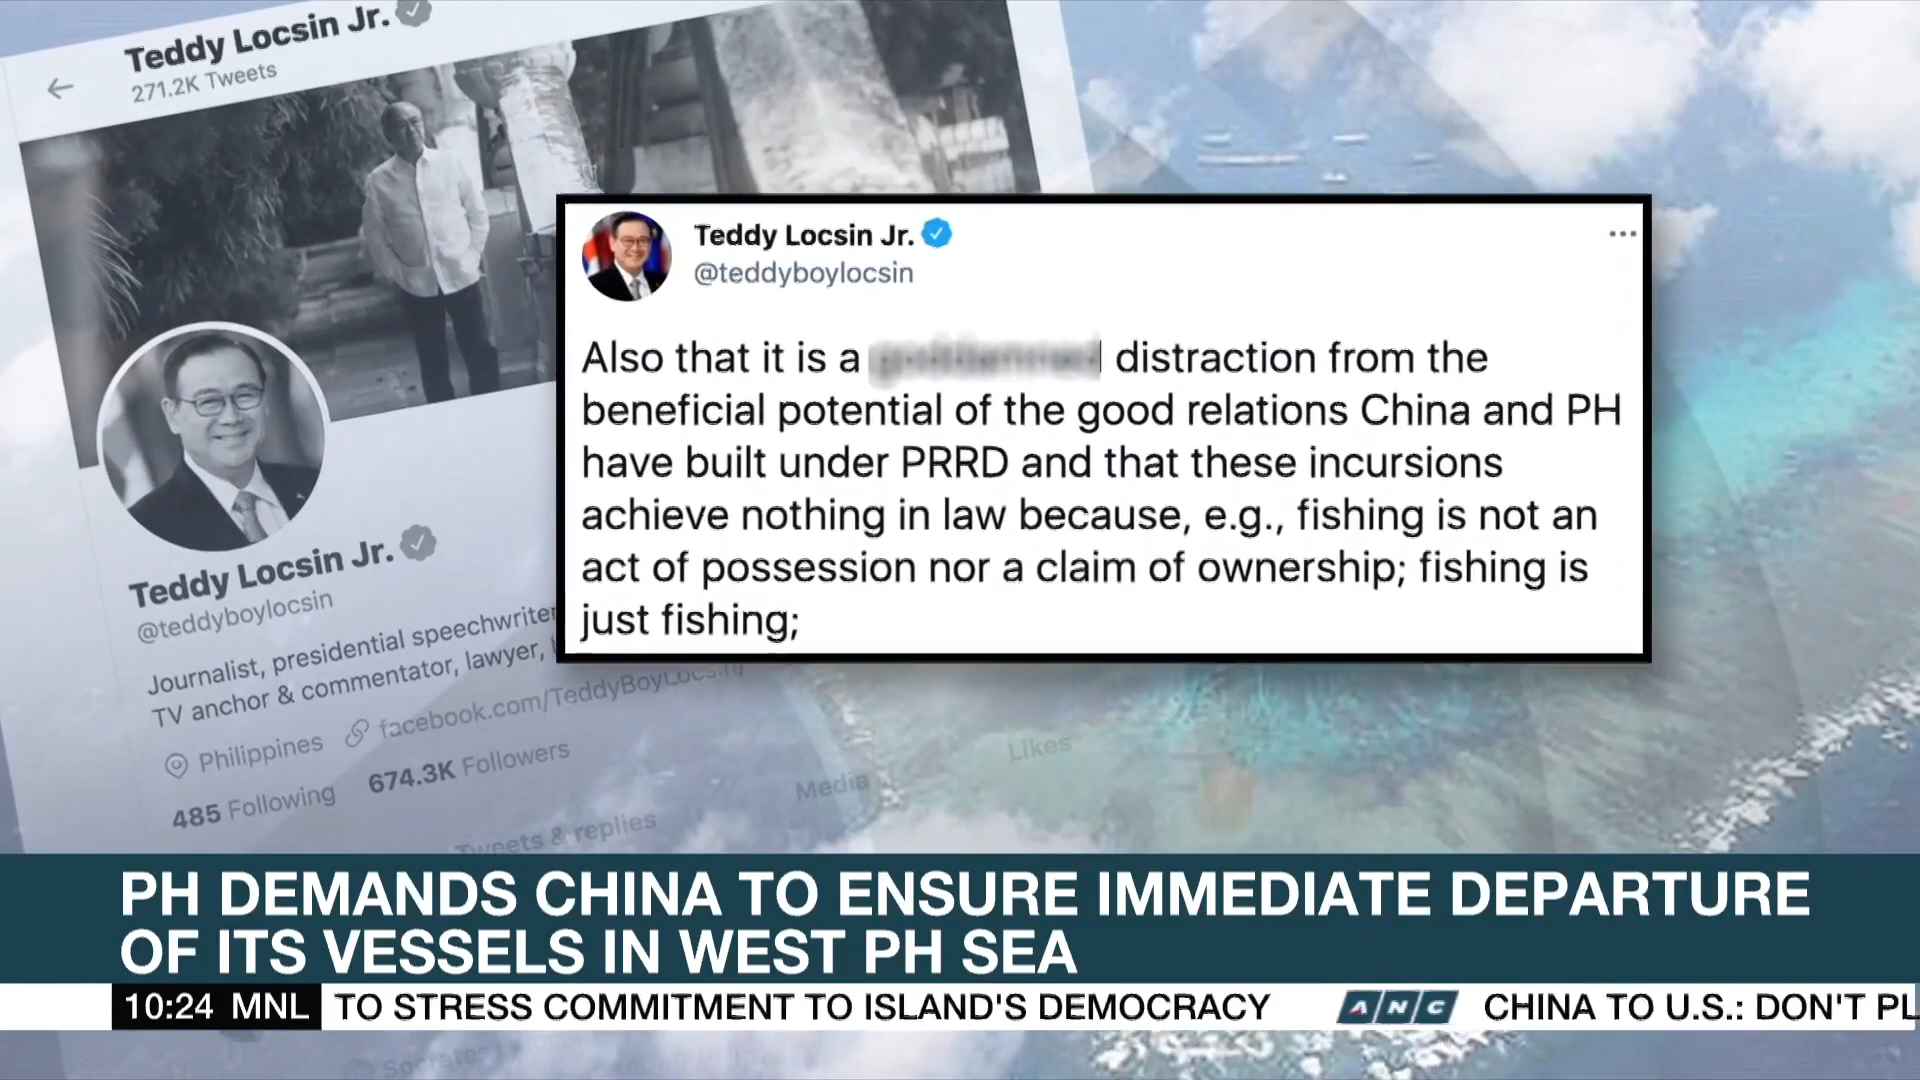 Teddy Locsin Jr.
271.2K Tweets
Teddy Locsin Jr.
@teddyboylocsin
Journalist, presidential speechwriter
TV anchor & commentator, lawyer,
Philippines facebook.com/TeddyBoyLocsin/
485 Following 674.3K Followers
Tweets & replies Media Likes
Teddy Locsin Jr.
@teddyboylocsin
Also that it is a distraction from the
beneficial potential of the good relations China and PH
have built under PRRD and that these incursions
achieve nothing in law because, e.g., fishing is not an
act of possession nor a claim of ownership; fishing is
just fishing;
PH DEMANDS CHINA TO ENSURE IMMEDIATE DEPARTURE
OF ITS VESSELS IN WEST PH SEA
10:24 MNL TO STRESS COMMITMENT TO ISLAND'S DEMOCRACY ANC CHINA TO U.S.: DON'T PL